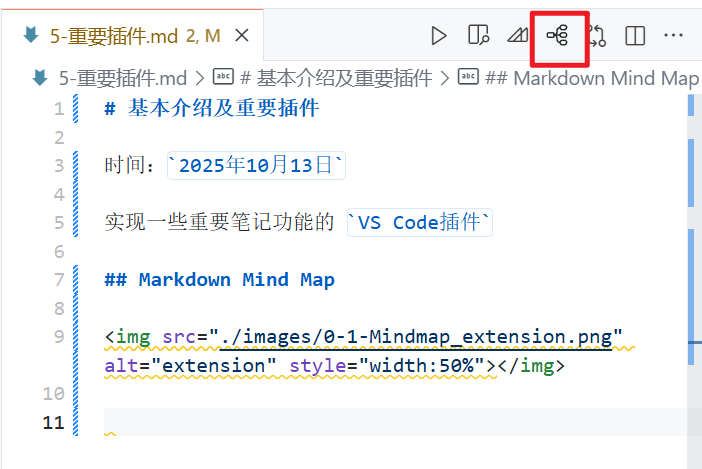 5-重要插件.md 2, M
5-重要插件.md > # 基本介绍及重要插件 > ## Markdown Mind Map
1 # 基本介绍及重要插件
2
3 时间：`2025年10月13日`
4
5 实现一些重要笔记功能的 `VS Code插件`
6
7 ## Markdown Mind Map
8
9 <img src="./images/0-1-Mindmap_extension.png"
alt="extension" style="width:50%"></img>
10
11